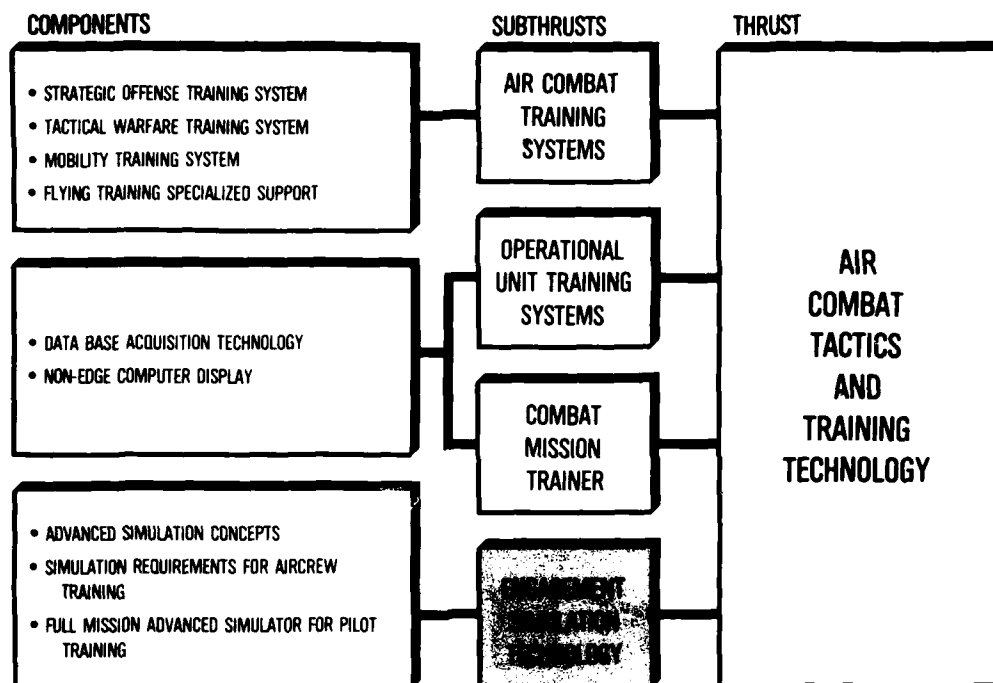 COMPONENTS
• STRATEGIC OFFENSE TRAINING SYSTEM
• TACTICAL WARFARE TRAINING SYSTEM
• MOBILITY TRAINING SYSTEM
• FLYING TRAINING SPECIALIZED SUPPORT
• DATA BASE ACQUISITION TECHNOLOGY
• NON-EDGE COMPUTER DISPLAY
• ADVANCED SIMULATION CONCEPTS
• SIMULATION REQUIREMENTS FOR AIRCREW
TRAINING
• FULL MISSION ADVANCED SIMULATOR FOR PILOT
TRAINING
SUBTHRUSTS
AIR COMBAT
TRAINING
SYSTEMS
OPERATIONAL
UNIT TRAINING
SYSTEMS
COMBAT
MISSION
TRAINER
ENGAGEMENT
SIMULATION
TECHNOLOGY
THRUST
AIR
COMBAT
TACTICS
AND
TRAINING
TECHNOLOGY